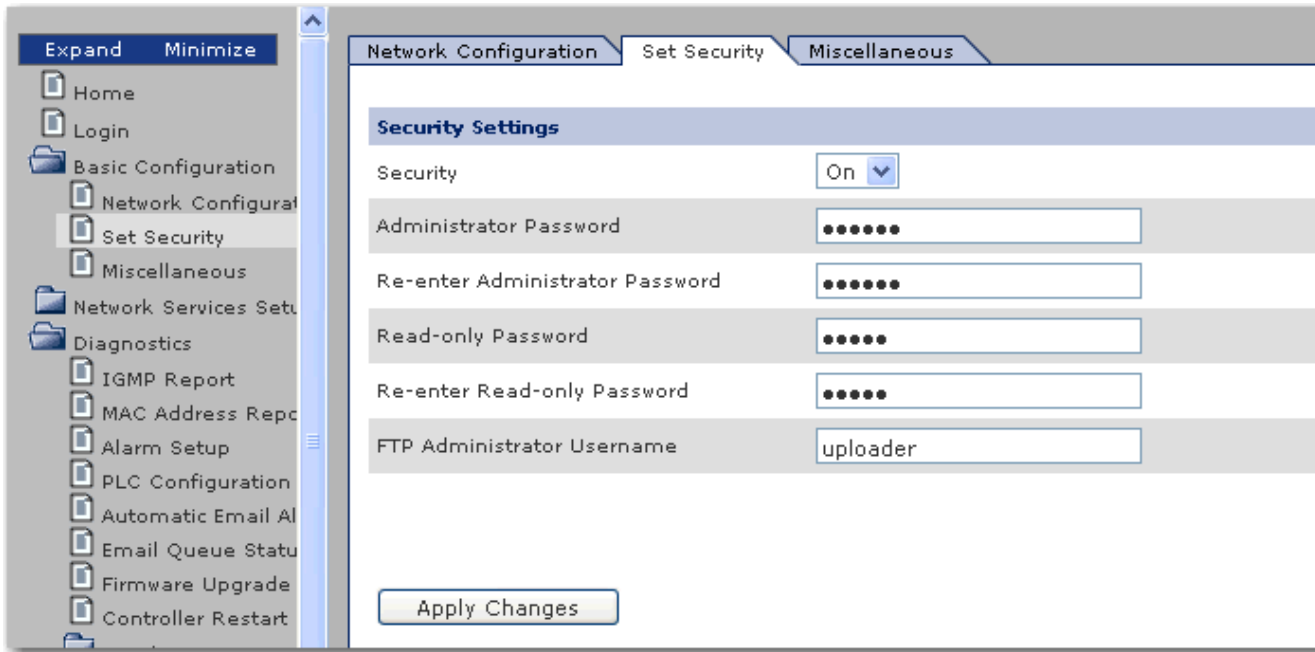 Expand Minimize
Home
Login
Basic Configuration
Network Configurat
Set Security
Miscellaneous
Network Services Setu
Diagnostics
IGMP Report
MAC Address Repo
Alarm Setup
PLC Configuration
Automatic Email Al
Email Queue Statu
Firmware Upgrade
Controller Restart
Network Configuration Set Security Miscellaneous
Security Settings
Security On
Administrator Password ••••••
Re-enter Administrator Password ••••••
Read-only Password •••••
Re-enter Read-only Password •••••
FTP Administrator Username uploader
Apply Changes